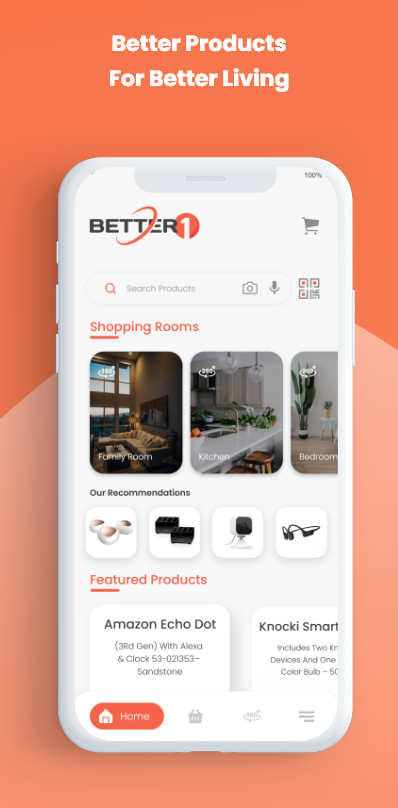 Better Products
For Better Living
100%
BETTER1
Search Products
Shopping Rooms
360°
360°
Family Room
Kitchen
Bedroom
Our Recommendations
Featured Products
Amazon Echo Dot
(3Rd Gen) With Alexa
& Clock 53-021353–
Sandstone
Knocki Smart
Includes Two Kn
Devices And One
Color Bulb – 50
Home
360°